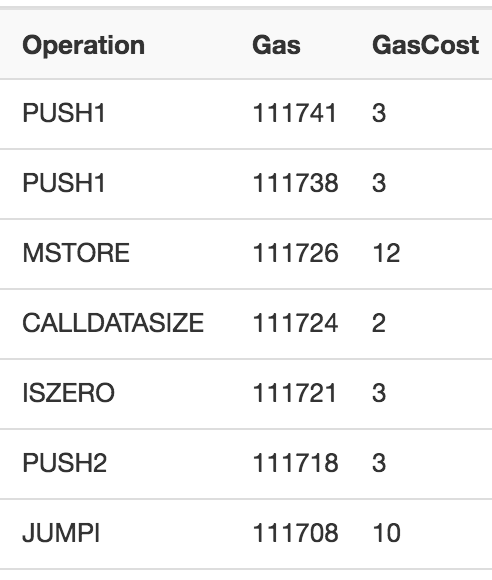 Operation Gas GasCost
PUSH1 111741 3
PUSH1 111738 3
MSTORE 111726 12
CALLDATASIZE 111724 2
ISZERO 111721 3
PUSH2 111718 3
JUMPI 111708 10